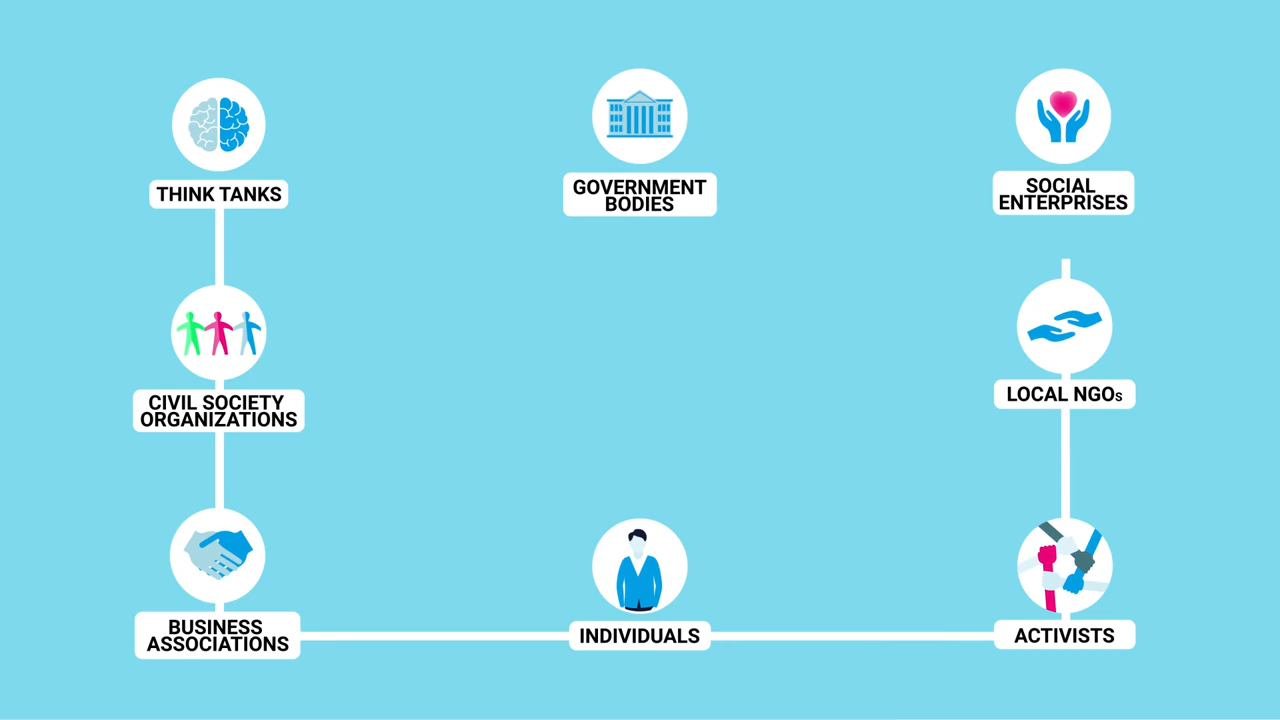 THINK TANKS
GOVERNMENT
BODIES
SOCIAL
ENTERPRISES
CIVIL SOCIETY
ORGANIZATIONS
LOCAL NGOs
BUSINESS
ASSOCIATIONS
INDIVIDUALS
ACTIVISTS